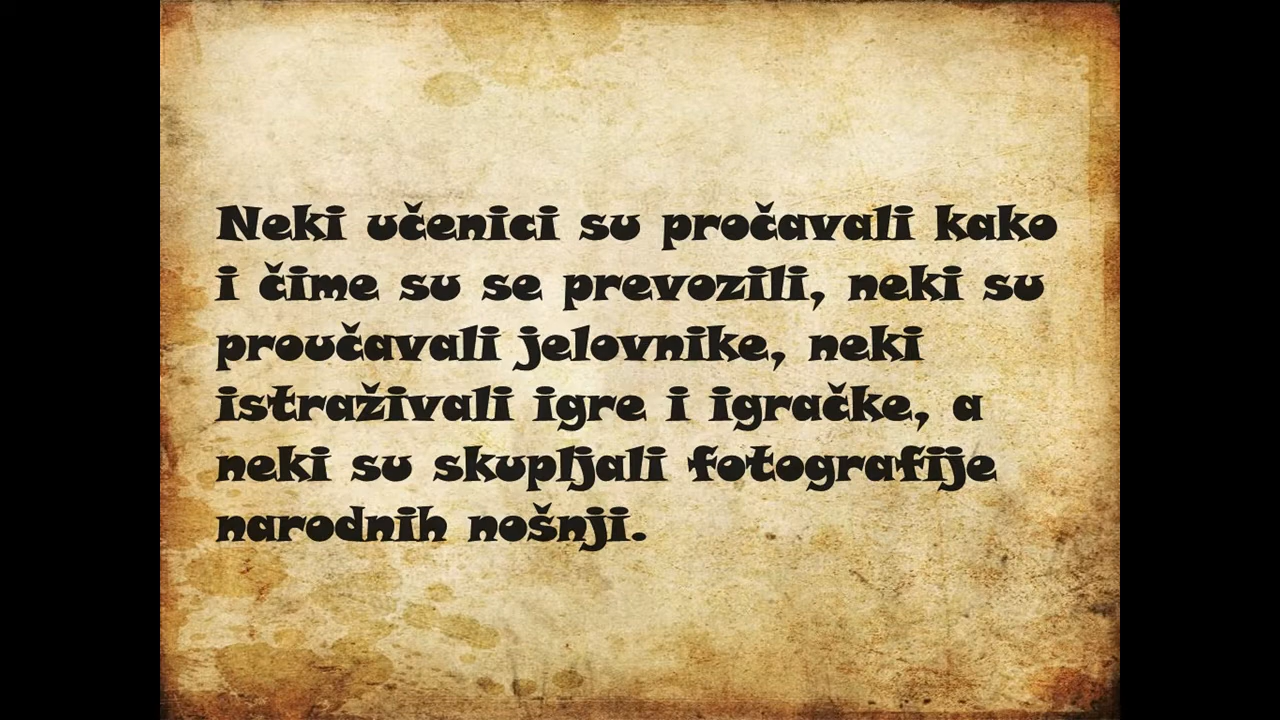 Neki učenici su pročavali kako
i čime su se prevozili, neki su
proučavali jelovnike, neki
istraživali igre i igračke, a
neki su skupljali fotografije
narodnih nošnji.